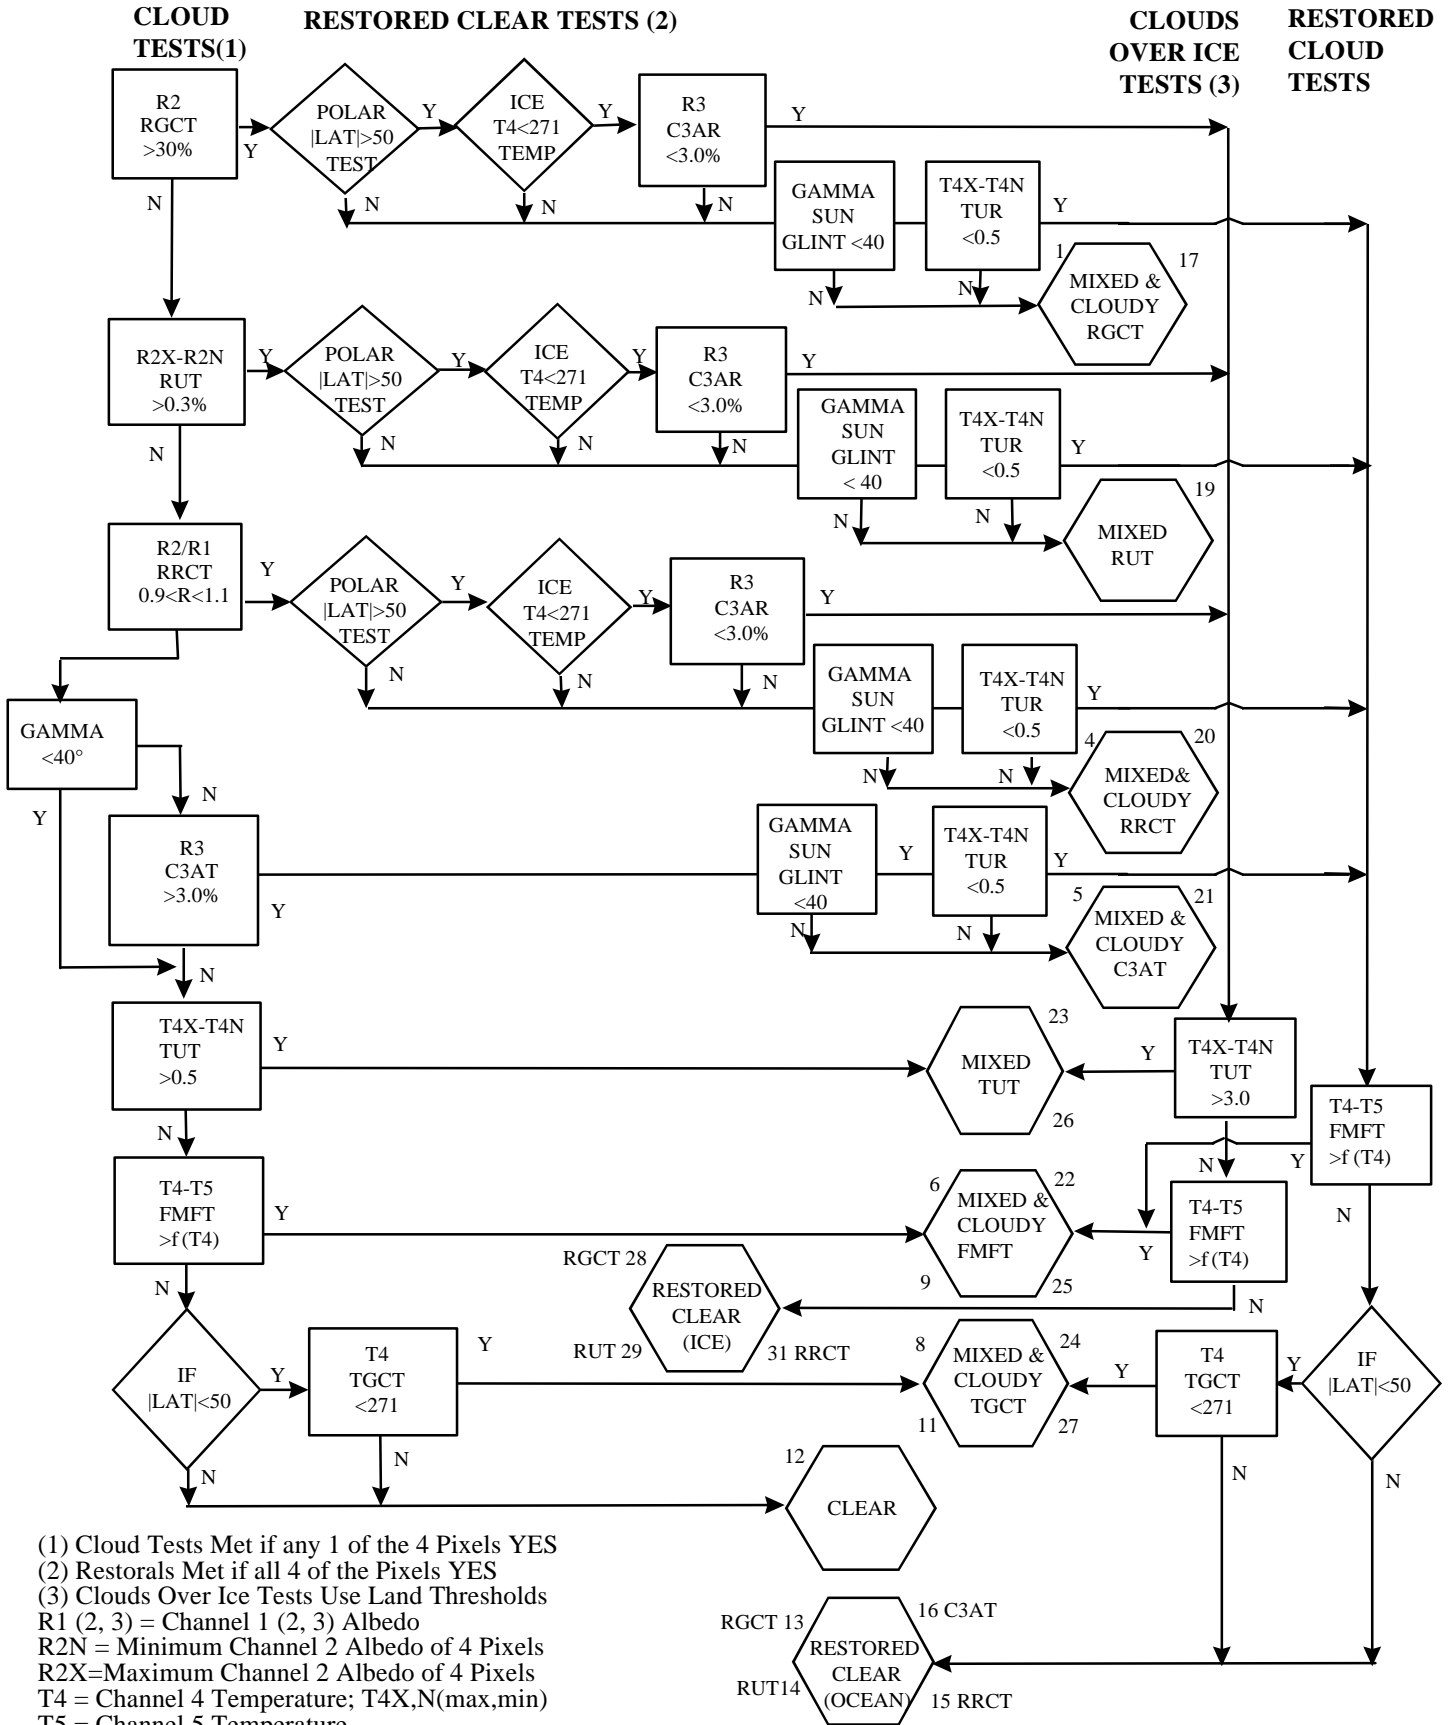 CLOUD
TESTS(1)
RESTORED CLEAR TESTS (2)
CLOUDS
OVER ICE
TESTS (3)
RESTORED
CLOUD
TESTS
R2
RGCT
>30%
Y
N
POLAR
|LAT|>50
TEST
Y
N
ICE
T4<271
TEMP
Y
N
R3
C3AR
<3.0%
Y
N
GAMMA
SUN
GLINT <40
N
T4X-T4N
TUR
<0.5
Y
N
1
17
MIXED &
CLOUDY
RGCT
R2X-R2N
RUT
>0.3%
Y
N
POLAR
|LAT|>50
TEST
Y
N
ICE
T4<271
TEMP
Y
N
R3
C3AR
<3.0%
Y
N
GAMMA
SUN
GLINT
< 40
N
T4X-T4N
TUR
<0.5
Y
N
19
MIXED
RUT
R2/R1
RRCT
0.9<R<1.1
Y
POLAR
|LAT|>50
TEST
Y
N
ICE
T4<271
TEMP
Y
N
R3
C3AR
<3.0%
Y
N
GAMMA
SUN
GLINT <40
N
T4X-T4N
TUR
<0.5
Y
N
4
20
MIXED&
CLOUDY
RRCT
GAMMA
<40°
Y
N
R3
C3AT
>3.0%
Y
N
GAMMA
SUN
GLINT
<40
Y
N
T4X-T4N
TUR
<0.5
Y
N
5
21
MIXED &
CLOUDY
C3AT
T4X-T4N
TUT
>0.5
Y
N
23
MIXED
TUT
26
Y
T4X-T4N
TUT
>3.0
N
T4-T5
FMFT
>f (T4)
Y
N
T4-T5
FMFT
>f (T4)
Y
N
6
22
MIXED &
CLOUDY
FMFT
9
25
Y
T4-T5
FMFT
>f (T4)
N
RGCT 28
RESTORED
CLEAR
(ICE)
RUT 29
31 RRCT
IF
|LAT|<50
Y
N
T4
TGCT
<271
Y
N
8
24
MIXED &
CLOUDY
TGCT
11
27
Y
T4
TGCT
<271
N
Y
IF
|LAT|<50
N
12
CLEAR
RGCT 13
16 C3AT
RESTORED
CLEAR
(OCEAN)
RUT14
15 RRCT
(1) Cloud Tests Met if any 1 of the 4 Pixels YES
(2) Restorals Met if all 4 of the Pixels YES
(3) Clouds Over Ice Tests Use Land Thresholds
R1 (2, 3) = Channel 1 (2, 3) Albedo
R2N = Minimum Channel 2 Albedo of 4 Pixels
R2X=Maximum Channel 2 Albedo of 4 Pixels
T4 = Channel 4 Temperature; T4X,N(max,min)
T5 = Channel 5 Temperature